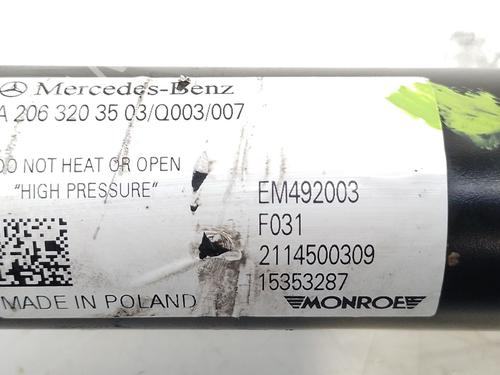 Mercedes-Benz
A 206 320 35 03/Q003/007
DO NOT HEAT OR OPEN
"HIGH PRESSURE"
EM492003
F031
2114500309
15353287
MADE IN POLAND
MONROE